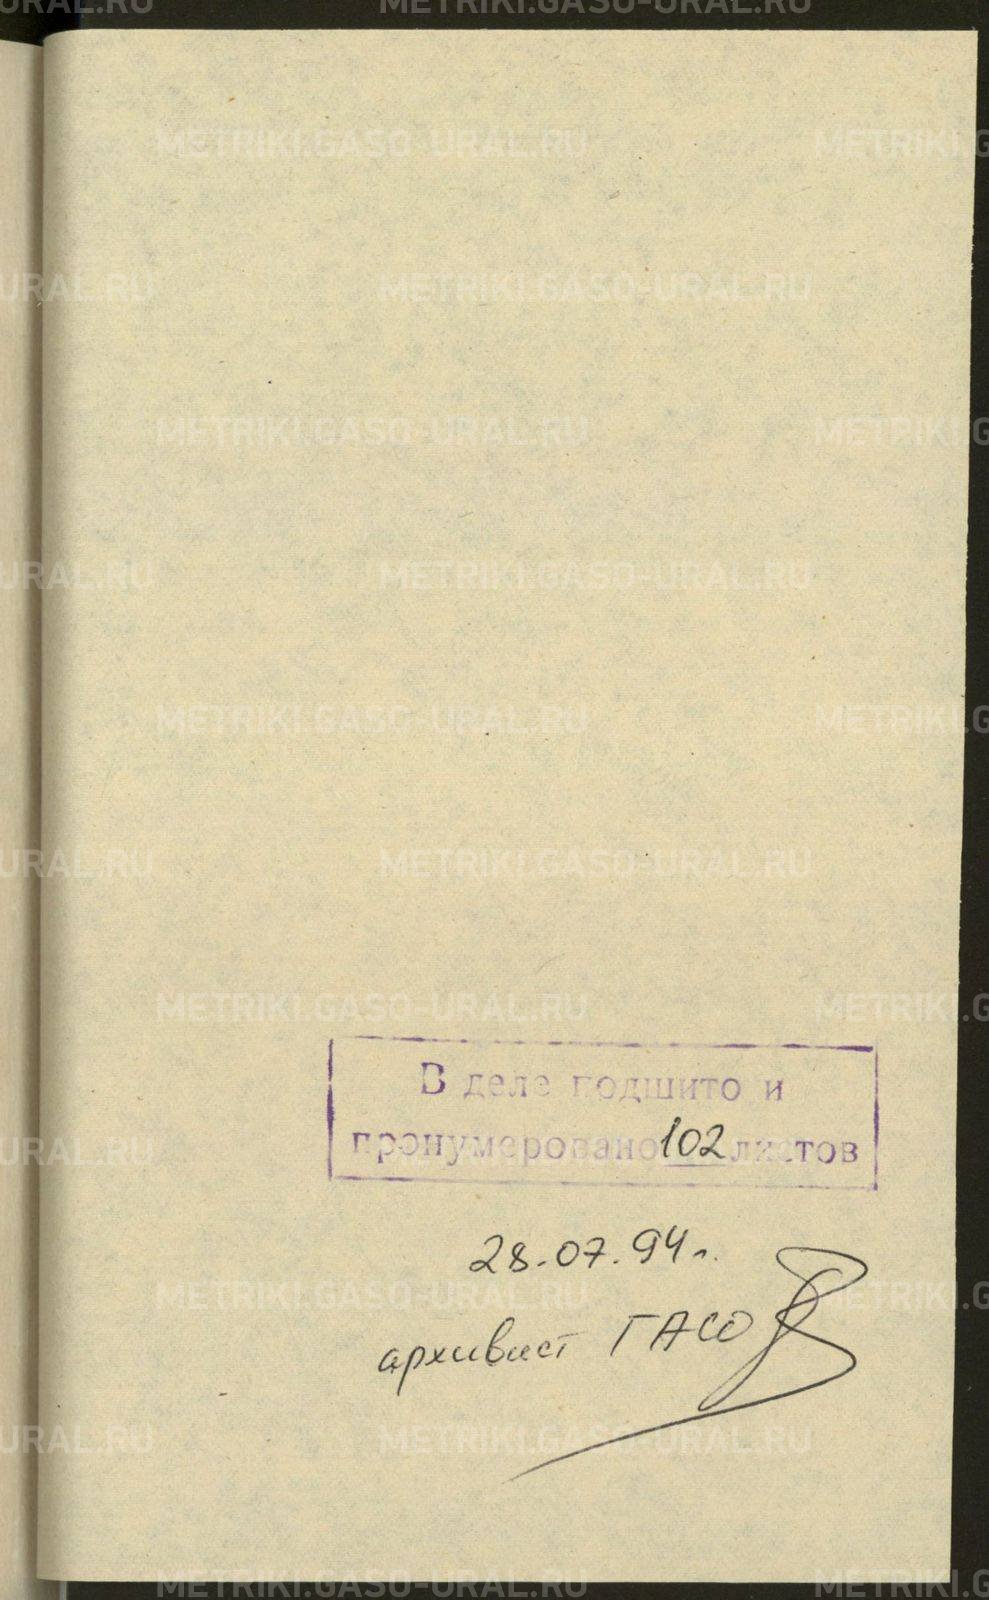 В деле подшито и
пронумеровано 102 листов
28.07.94 г.
архивист ГАСО